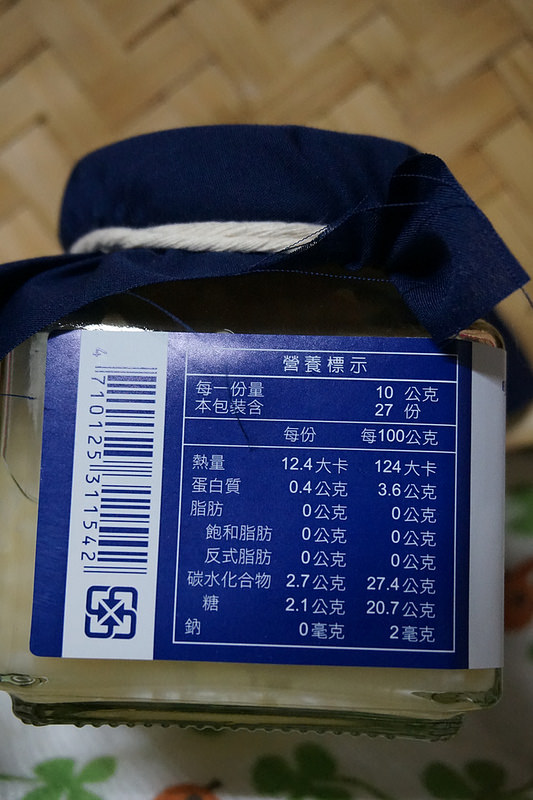 營養標示
每一份量 10 公克
本包裝含 27 份
每份 每100公克
熱量 12.4大卡 124大卡
蛋白質 0.4公克 3.6公克
脂肪 0公克 0公克
飽和脂肪 0公克 0公克
反式脂肪 0公克 0公克
碳水化合物 2.7公克 27.4公克
糖 2.1公克 20.7公克
鈉 0毫克 2毫克
4 710125 311542